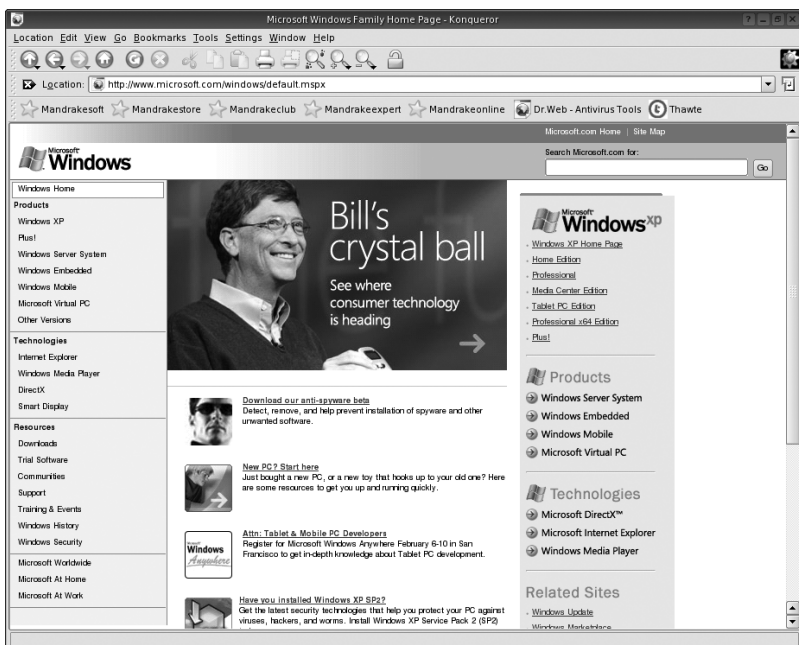 Microsoft Windows Family Home Page - Konqueror
Location Edit View Go Bookmarks Tools Settings Window Help
Location: http://www.microsoft.com/windows/default.mspx
Mandrakesoft Mandrakestore Mandrakeclub Mandrakeexpert Mandrakeonline Dr.Web - Antivirus Tools Thawte
Microsoft.com Home | Site Map
Microsoft
Windows
Search Microsoft.com for:
Go
Windows Home
Products
Windows XP
Plus!
Windows Server System
Windows Embedded
Windows Mobile
Microsoft Virtual PC
Other Versions
Technologies
Internet Explorer
Windows Media Player
DirectX
Smart Display
Resources
Downloads
Trial Software
Communities
Support
Training & Events
Windows History
Windows Security
Microsoft Worldwide
Microsoft At Home
Microsoft At Work
Bill's
crystal ball
See where
consumer technology
is heading
Download our anti-spyware beta
Detect, remove, and help prevent installation of spyware and other
unwanted software.
New PC? Start here
Just bought a new PC, or a new toy that hooks up to your old one? Here
are some resources to get you up and running quickly.
Windows
Anywhere
Attn: Tablet & Mobile PC Developers
Register for Microsoft Windows Anywhere February 6-10 in San
Francisco to get in-depth knowledge about Tablet PC development.
Have you installed Windows XP SP2?
Get the latest security technologies that help you protect your PC against
viruses, hackers, and worms. Install Windows XP Service Pack 2 (SP2)
Microsoft
Windows xp
Windows XP Home Page
Home Edition
Professional
Media Center Edition
Tablet PC Edition
Professional x64 Edition
Plus!
Products
Windows Server System
Windows Embedded
Windows Mobile
Microsoft Virtual PC
Technologies
Microsoft DirectX™
Microsoft Internet Explorer
Windows Media Player
Related Sites
Windows Update
Windows Marketplace